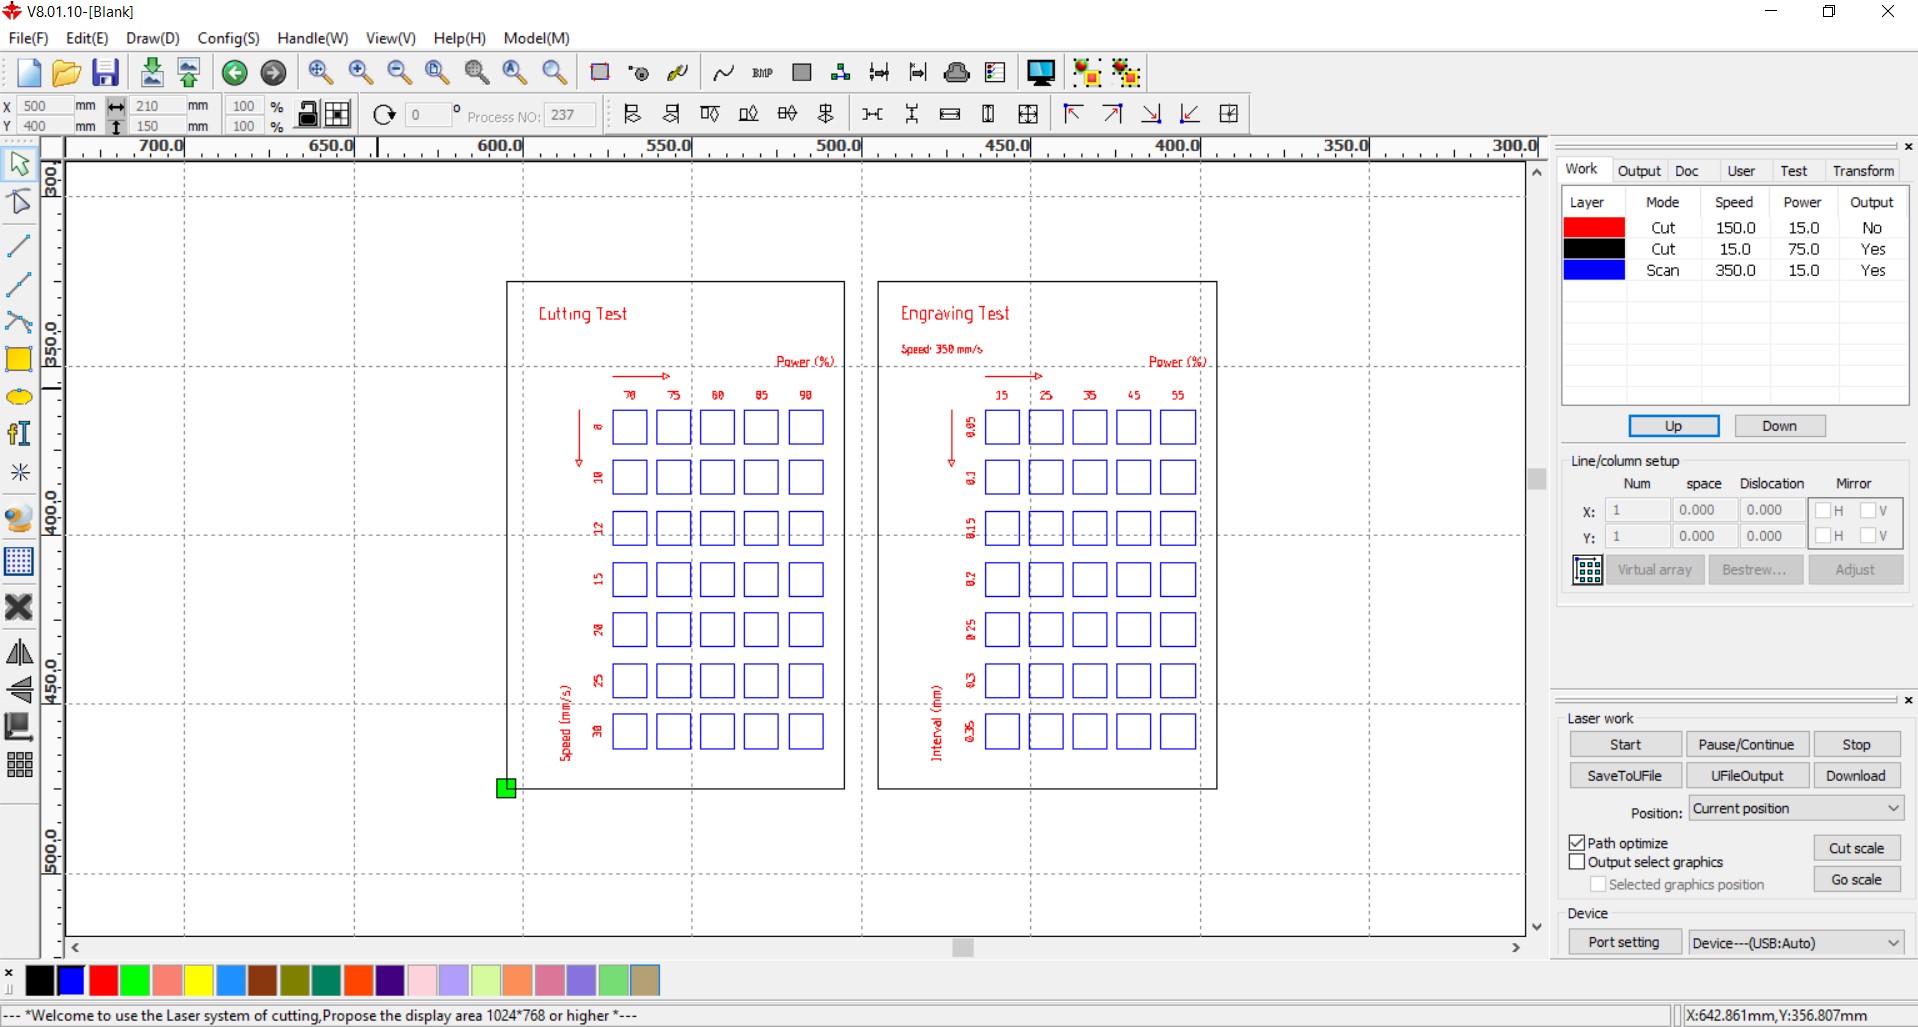 V8.01.10-[Blank]
File(F) Edit(E) Draw(D) Config(S) Handle(W) View(V) Help(H) Model(M)
BMP
X 500 mm 210 mm 100 %
Y 400 mm 150 mm 100 %
0 ° Process NO: 237
700.0 650.0 600.0 550.0 500.0 450.0 400.0 350.0 300.0
300.
350.0
400.0
450.0
500.0
Cutting Test
Power (%)
70 75 80 85 90
8
10
12
15
20
25
30
Speed (mm/s)
Engraving Test
Speed: 350 mm/s
Power (%)
15 25 35 45 55
0.05
0.1
0.15
0.2
0.25
0.3
0.35
Interval (mm)
Work Output Doc User Test Transform
Layer Mode Speed Power Output
Cut 150.0 15.0 No
Cut 15.0 75.0 Yes
Scan 350.0 15.0 Yes
Up Down
Line/column setup
Num space Dislocation Mirror
X: 1 0.000 0.000 H V
Y: 1 0.000 0.000 H V
Virtual array Bestrew... Adjust
Laser work
Start Pause/Continue Stop
SaveToUFile UFileOutput Download
Position: Current position
Path optimize
Output select graphics
Selected graphics position
Cut scale
Go scale
Device
Port setting Device---(USB:Auto)
--- *Welcome to use the Laser system of cutting,Propose the display area 1024*768 or higher *---
X:642.861mm,Y:356.807mm